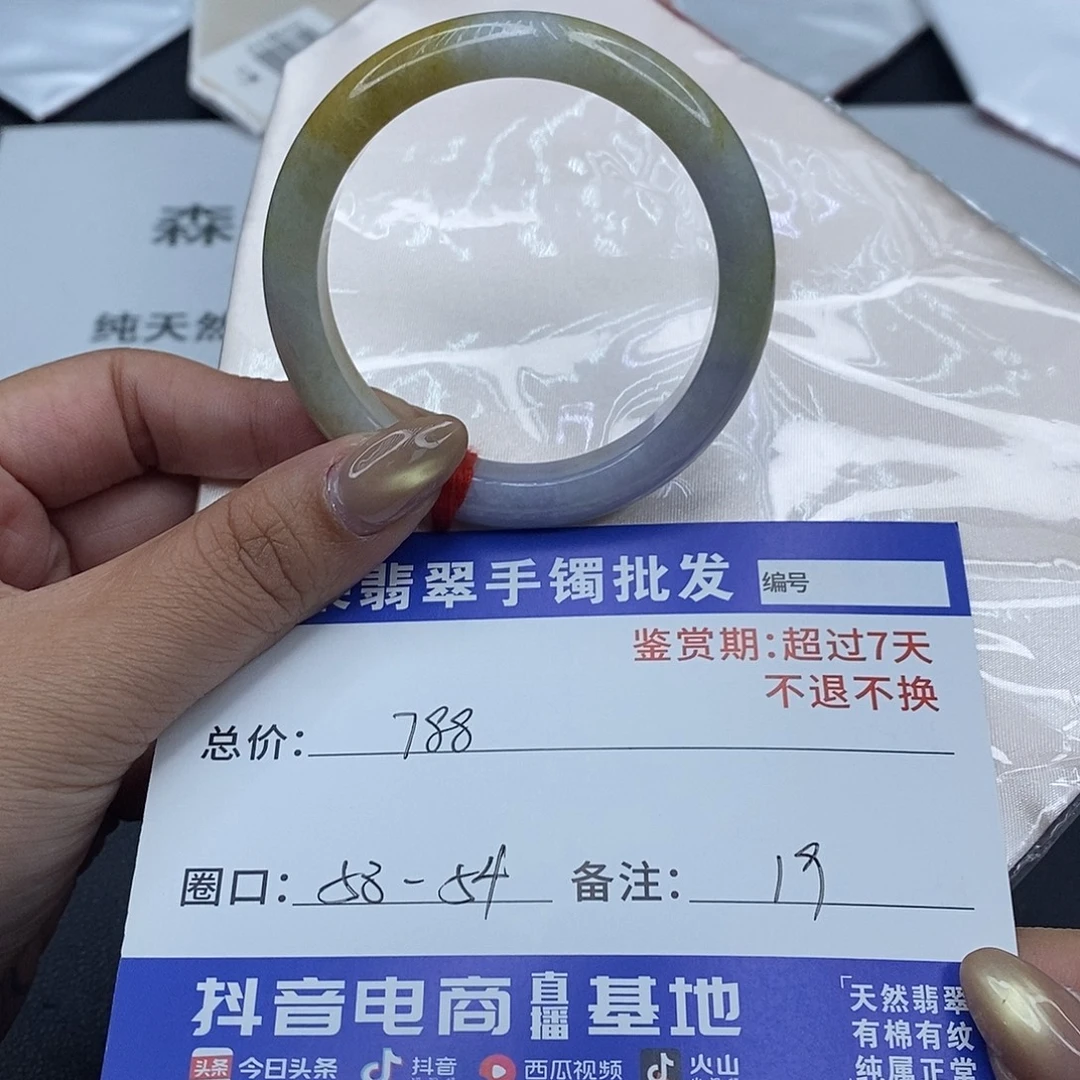 森
纯天然
翡翠手镯批发
编号
鉴赏期:超过7天
不退不换
总价: 788
圈口: 53-54 备注: 19
抖音电商直播基地
「天然翡翠
有棉有纹
纯属正常
头条 今日头条 抖音 西瓜视频 火山